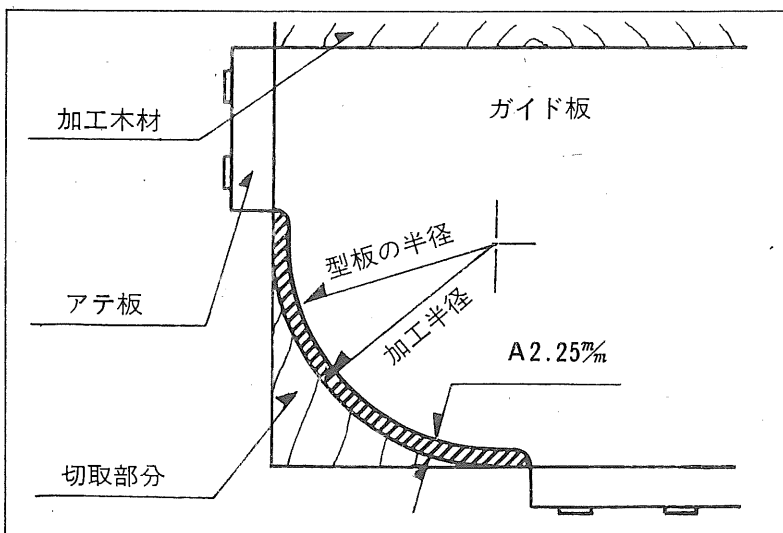 加工木材
ガイド板
型板の半径
アテ板
加工半径
A2.25m/m
切取部分